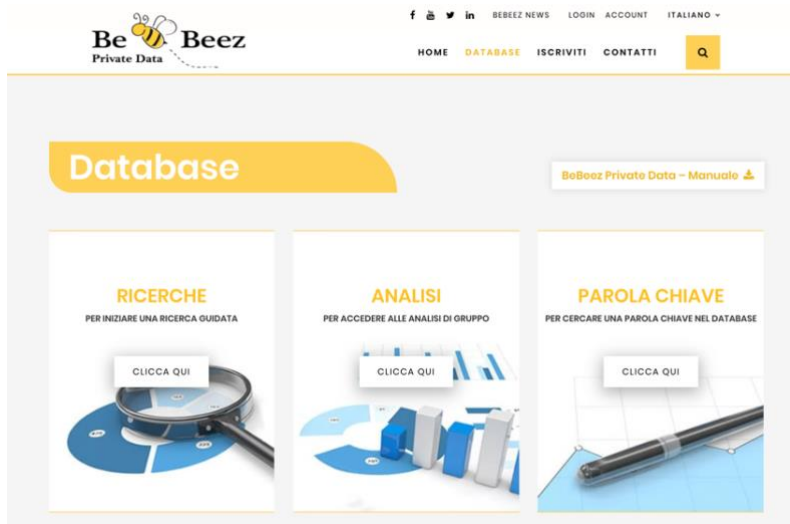 BEBEEZ NEWS LOGIN ACCOUNT ITALIANO
Be Beez
Private Data
HOME DATABASE ISCRIVITI CONTATTI
Database
BeBeez Private Data – Manuale
RICERCHE
PER INIZIARE UNA RICERCA GUIDATA
CLICCA QUI
ANALISI
PER ACCEDERE ALLE ANALISI DI GRUPPO
CLICCA QUI
PAROLA CHIAVE
PER CERCARE UNA PAROLA CHIAVE NEL DATABASE
CLICCA QUI